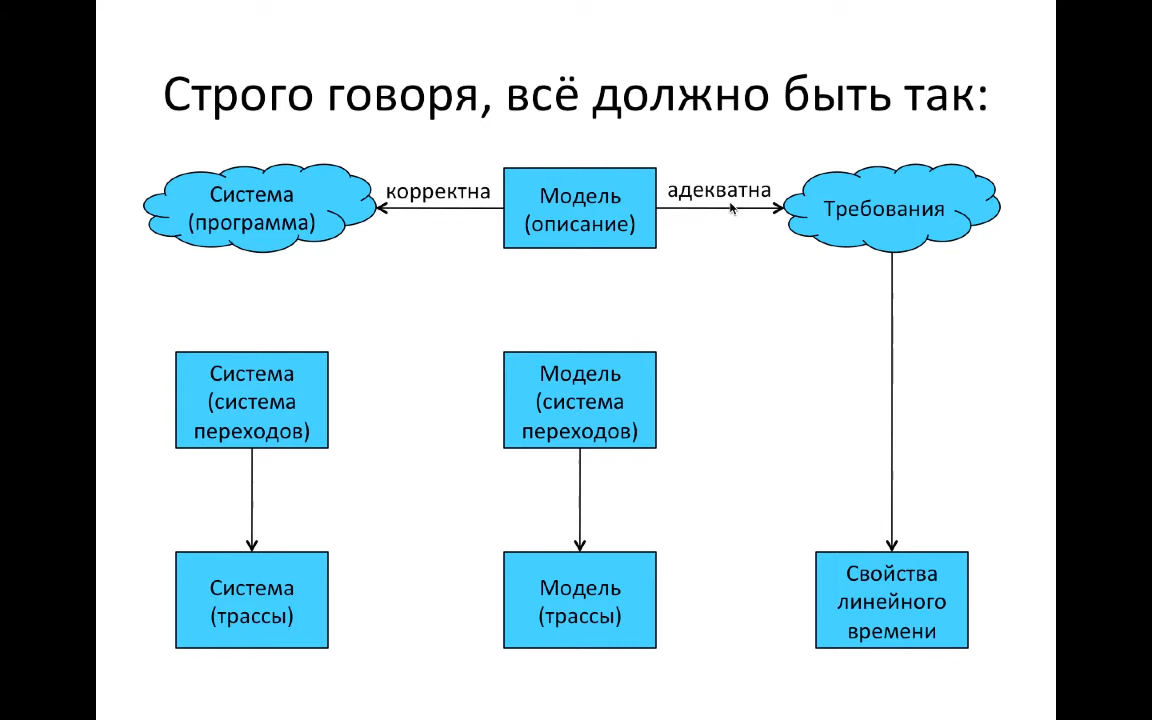 Строго говоря, всё должно быть так:
Система
(программа)
корректна
Модель
(описание)
адекватна
Требования
Система
(система
переходов)
Модель
(система
переходов)
Система
(трассы)
Модель
(трассы)
Свойства
линейного
времени